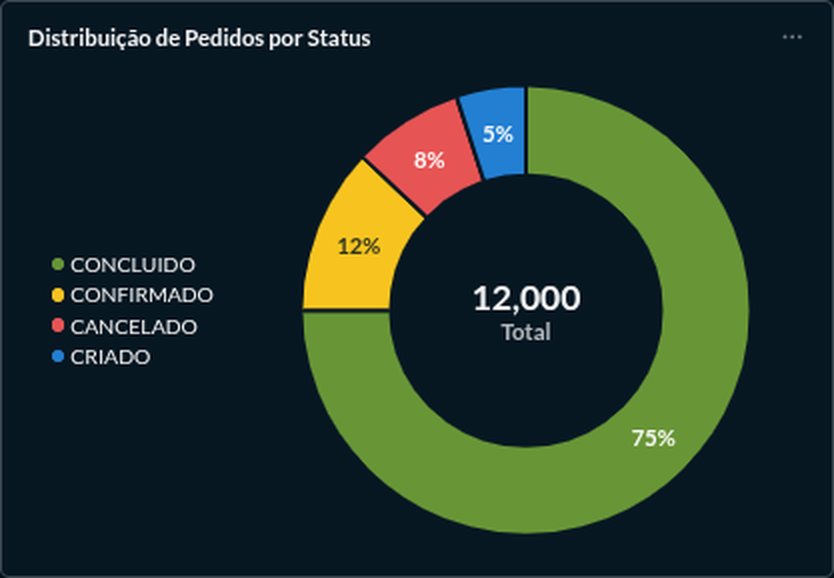 Distribuição de Pedidos por Status
...
5%
8%
12%
CONCLUIDO
CONFIRMADO
CANCELADO
CRIADO
12,000
Total
75%